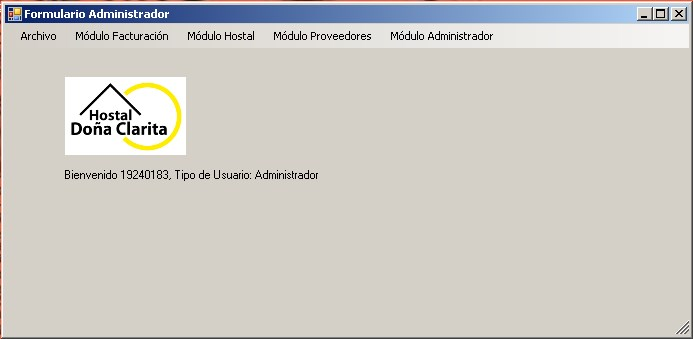 Formulario Administrador
Archivo Módulo Facturación Módulo Hostal Módulo Proveedores Módulo Administrador
Hostal
Doña Clarita
Bienvenido 19240183, Tipo de Usuario: Administrador